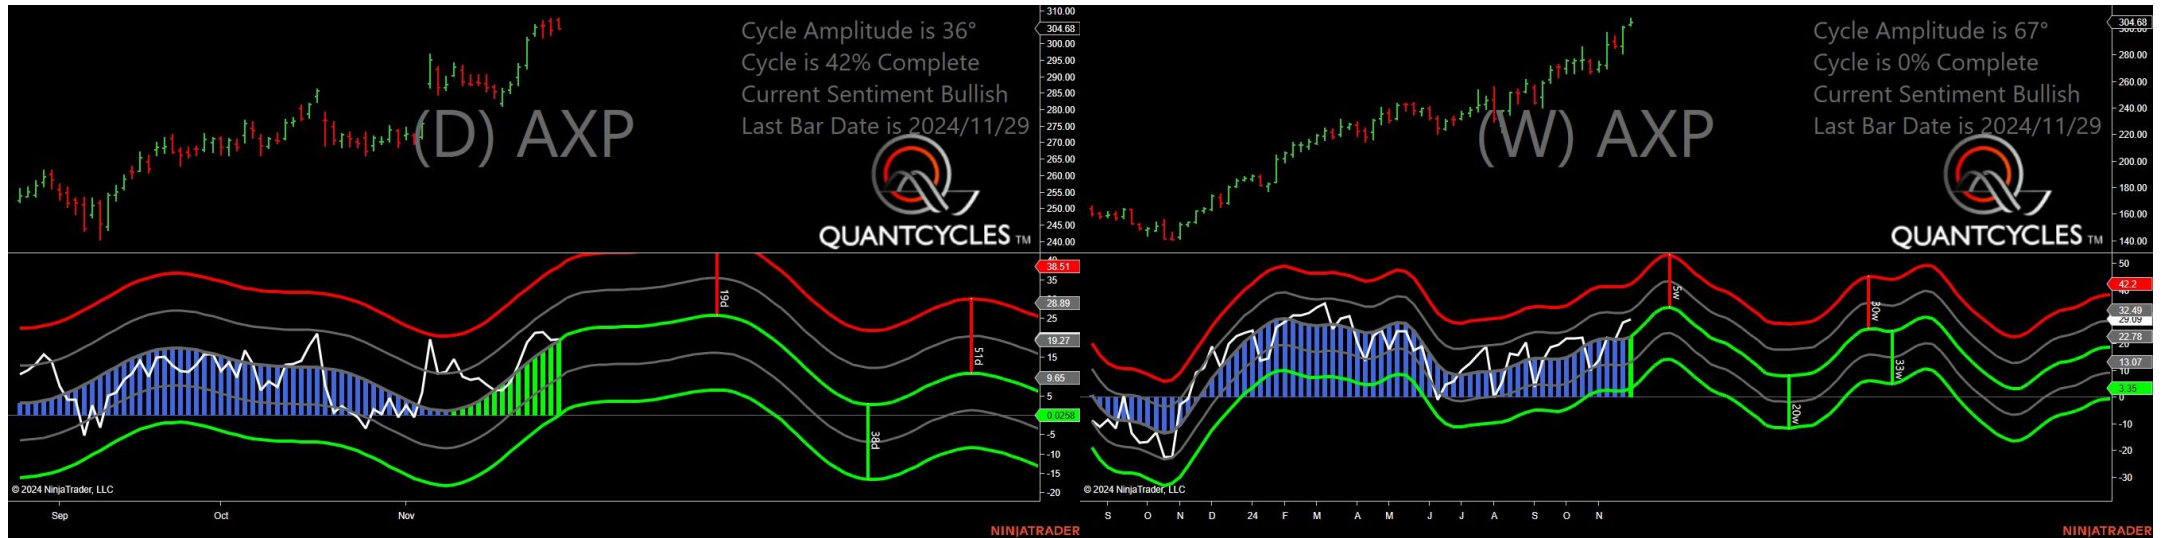 Cycle Amplitude is 36°
Cycle is 42% Complete
Current Sentiment Bullish
Last Bar Date is 2024/11/29
(D) AXP
QUANTCYCLES TM
310.00
304.68
300.00
295.00
290.00
285.00
280.00
275.00
270.00
265.00
260.00
255.00
250.00
245.00
240.00
38.51
35
28.89
25
19.27
15
9.65
5
0.0258
-5
-10
-15
-20
19d
38d
51d
© 2024 NinjaTrader, LLC
Sep Oct Nov
NINJATRADER
Cycle Amplitude is 67°
Cycle is 0% Complete
Current Sentiment Bullish
Last Bar Date is 2024/11/29
(W) AXP
QUANTCYCLES TM
304.68
300.00
280.00
260.00
240.00
220.00
200.00
180.00
160.00
140.00
50
42.2
32.49
29.09
22.78
13.07
10
3.35
0
-10
-20
-30
5w
20w
30w
33w
© 2024 NinjaTrader, LLC
S O N D 24 F M A M J J A S O N
NINJATRADER